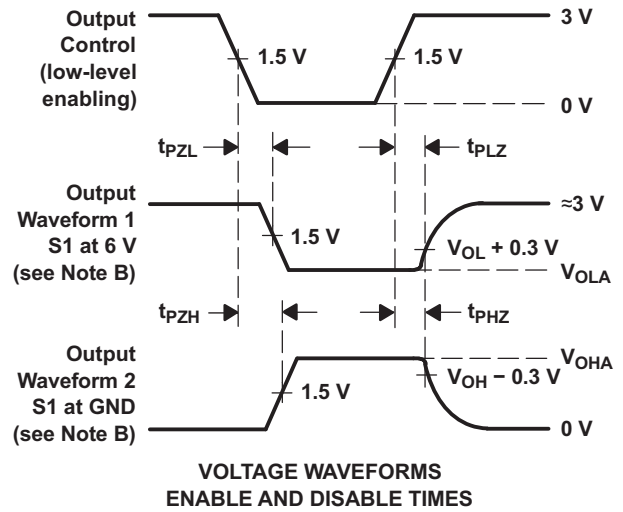 Output
Control
(low-level
enabling)
3 V
1.5 V
1.5 V
0 V
tPZL
tPLZ
Output
Waveform 1
S1 at 6 V
(see Note B)
≈3 V
1.5 V
VOL + 0.3 V
VOLA
tPZH
tPHZ
Output
Waveform 2
S1 at GND
(see Note B)
VOHA
VOH − 0.3 V
1.5 V
0 V
VOLTAGE WAVEFORMS
ENABLE AND DISABLE TIMES